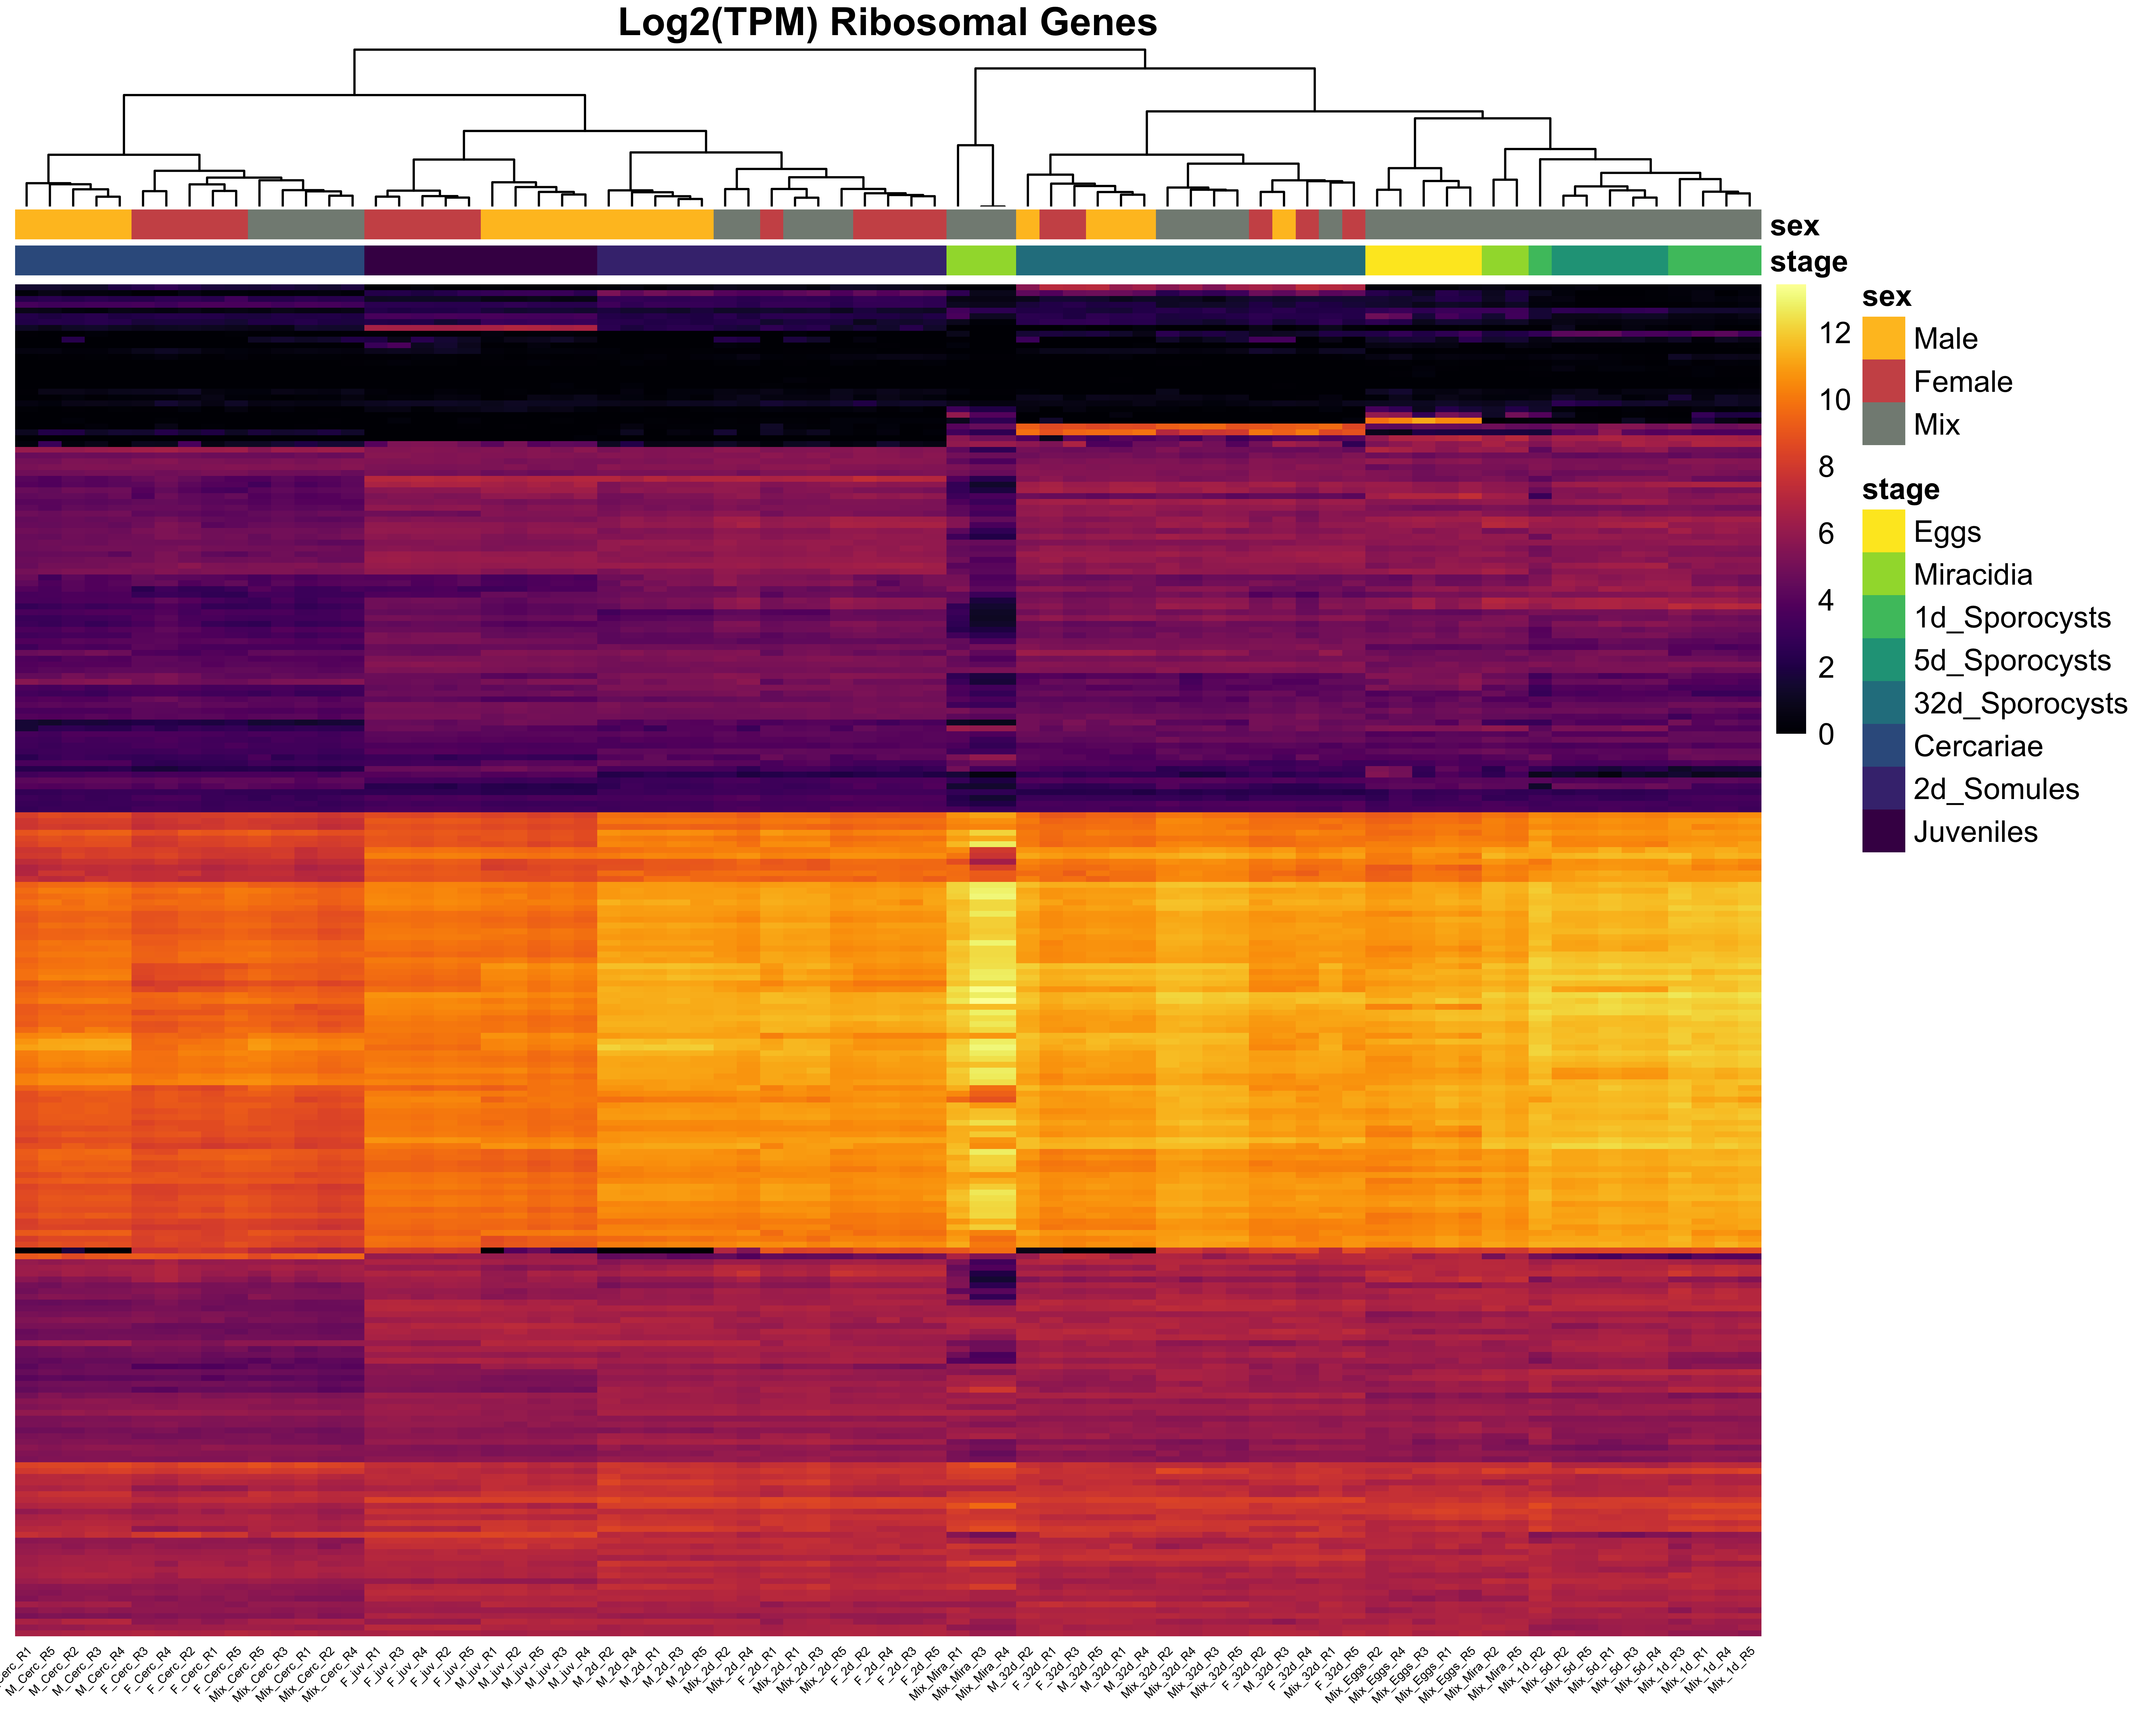 Log2(TPM) Ribosomal Genes
sex
stage
12
10
8
6
4
2
0
sex
Male
Female
Mix
stage
Eggs
Miracidia
1d_Sporocysts
5d_Sporocysts
32d_Sporocysts
Cercariae
2d_Somules
Juveniles
_Cerc_R1
M_Cerc_R5
M_Cerc_R2
M_Cerc_R3
M_Cerc_R4
F_Cerc_R3
F_Cerc_R4
F_Cerc_R2
F_Cerc_R1
F_Cerc_R5
Mix_Cerc_R5
Mix_Cerc_R3
Mix_Cerc_R1
Mix_Cerc_R2
Mix_Cerc_R4
F_juv_R1
F_juv_R3
F_juv_R4
F_juv_R2
F_juv_R5
M_juv_R1
M_juv_R2
M_juv_R5
M_juv_R3
M_juv_R4
M_2d_R2
M_2d_R4
M_2d_R1
M_2d_R3
M_2d_R5
Mix_2d_R2
Mix_2d_R4
F_2d_R1
Mix_2d_R1
Mix_2d_R3
Mix_2d_R5
F_2d_R2
F_2d_R4
F_2d_R3
F_2d_R5
Mix_Mira_R1
Mix_Mira_R3
Mix_Mira_R4
M_32d_R2
F_32d_R1
F_32d_R3
M_32d_R5
M_32d_R1
M_32d_R4
Mix_32d_R2
Mix_32d_R4
Mix_32d_R3
Mix_32d_R5
F_32d_R2
M_32d_R3
F_32d_R4
Mix_32d_R1
F_32d_R5
Mix_Eggs_R2
Mix_Eggs_R4
Mix_Eggs_R3
Mix_Eggs_R1
Mix_Eggs_R5
Mix_Mira_R2
Mix_Mira_R5
Mix_1d_R2
Mix_5d_R2
Mix_5d_R5
Mix_5d_R1
Mix_5d_R3
Mix_5d_R4
Mix_1d_R3
Mix_1d_R1
Mix_1d_R4
Mix_1d_R5